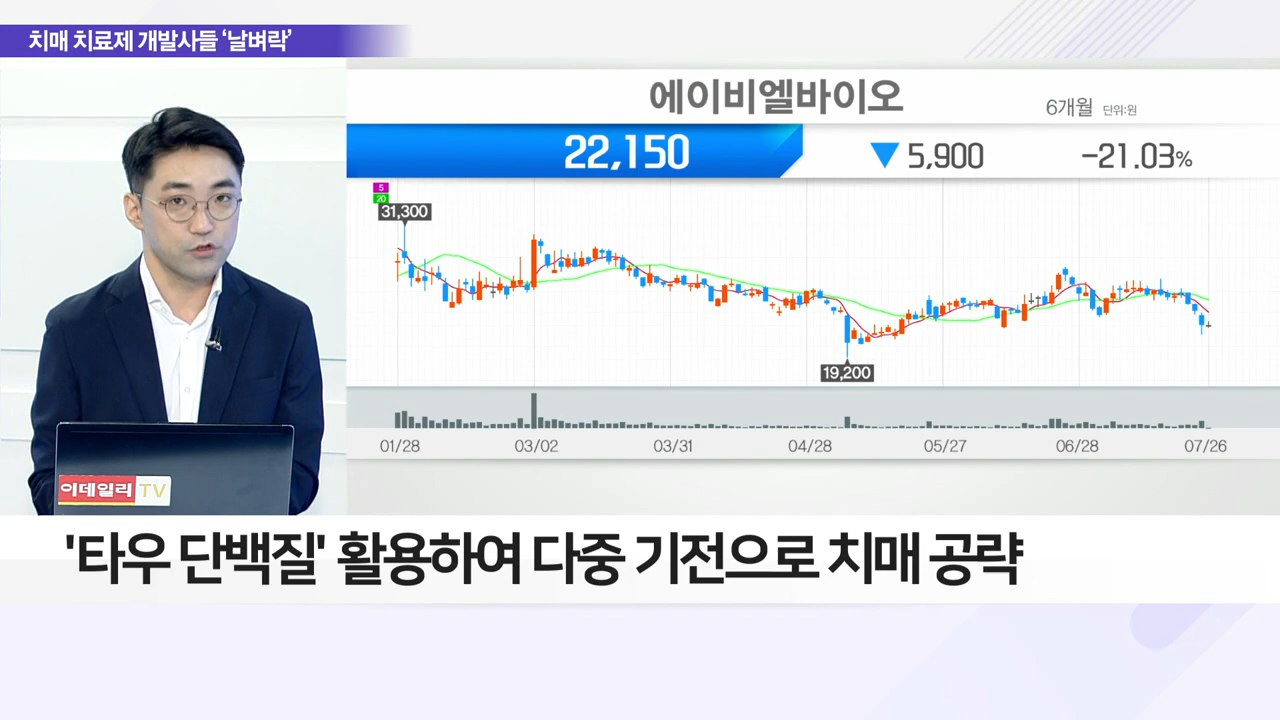 치매 치료제 개발사들 ‘날벼락’
에이비엘바이오
6개월 단위:원
22,150 ▼ 5,900 -21.03%
5
20
31,300
19,200
01/28 03/02 03/31 04/28 05/27 06/28 07/26
이데일리 TV
'타우 단백질' 활용하여 다중 기전으로 치매 공략